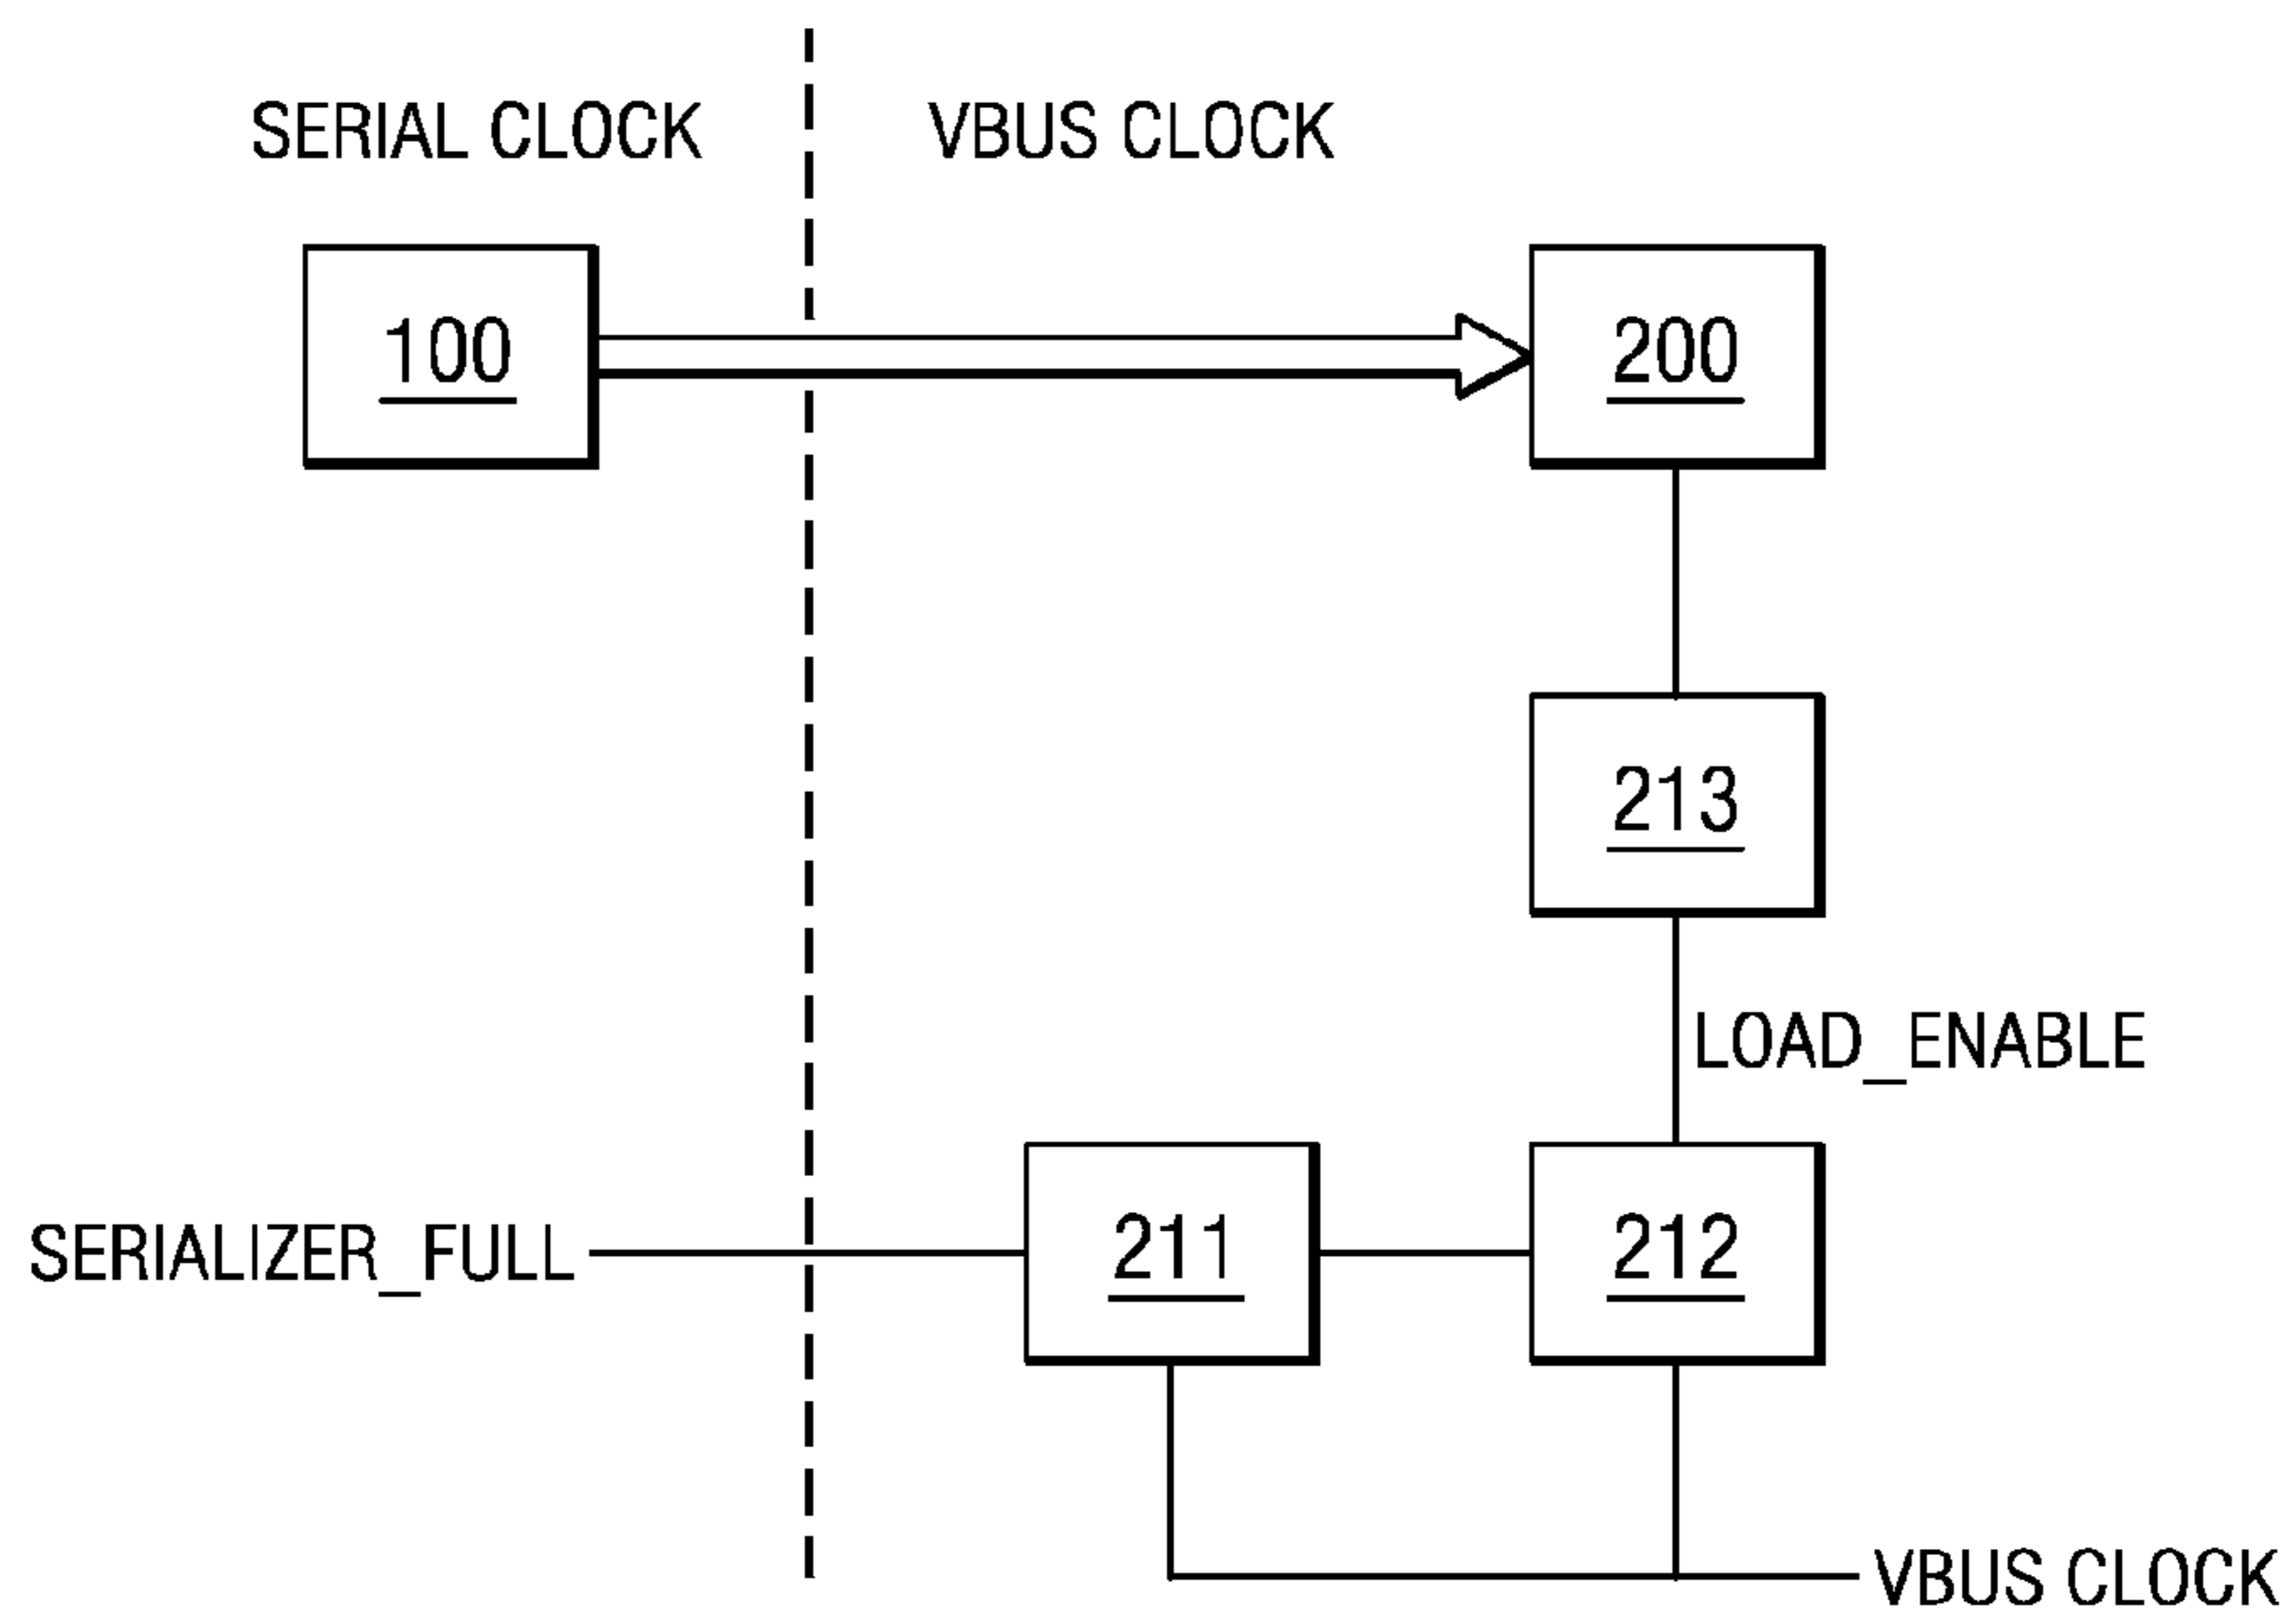 SERIAL CLOCK
VBUS CLOCK
100
200
213
LOAD_ENABLE
SERIALIZER_FULL
211
212
VBUS CLOCK